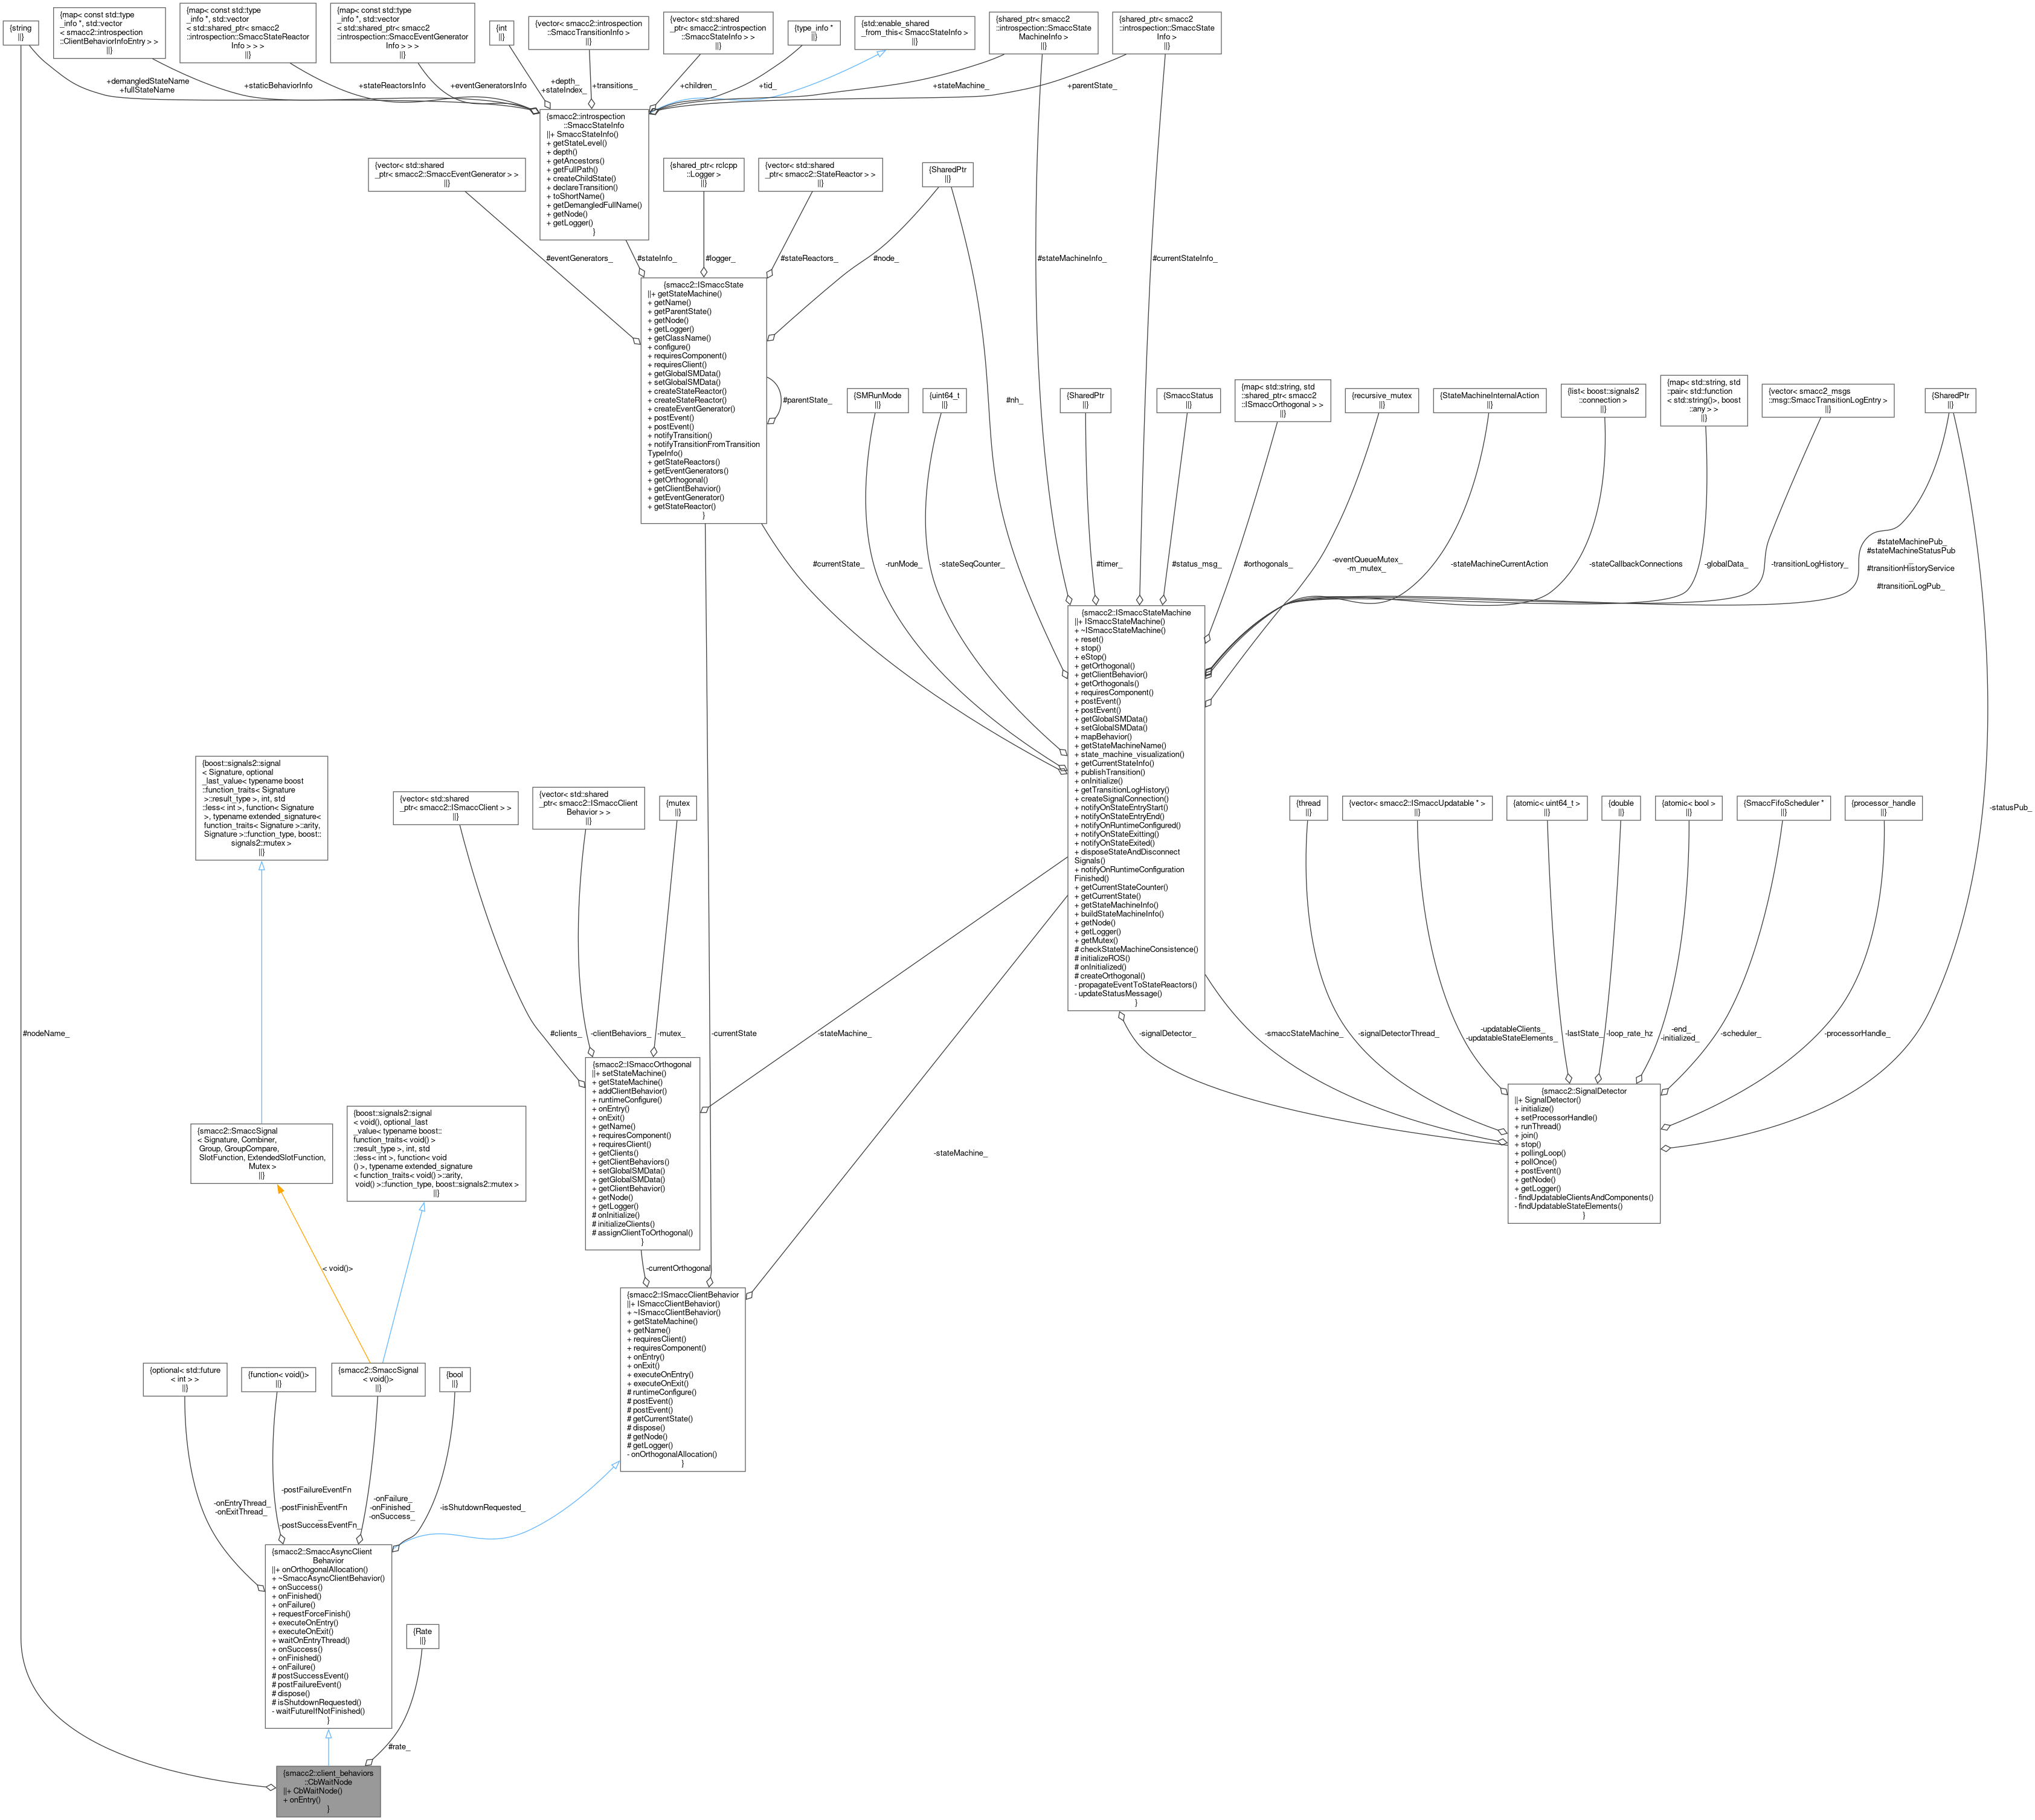 {string
||}
{map< const std::type
_info *, std::vector
< smacc2::introspection
::ClientBehaviorInfoEntry > >
||}
{map< const std::type
_info *, std::vector
< std::shared_ptr< smacc2
::introspection::SmaccStateReactor
Info > > >
||}
{map< const std::type
_info *, std::vector
< std::shared_ptr< smacc2
::introspection::SmaccEventGenerator
Info > > >
||}
{int
||}
{vector< smacc2::introspection
::SmaccTransitionInfo >
||}
{vector< std::shared
_ptr< smacc2::introspection
::SmaccStateInfo > >
||}
{type_info *
||}
{std::enable_shared
_from_this< SmaccStateInfo >
||}
{shared_ptr< smacc2
::introspection::SmaccState
MachineInfo >
||}
{shared_ptr< smacc2
::introspection::SmaccState
Info >
||}
+demangledStateName
+fullStateName
+staticBehaviorInfo
+stateReactorsInfo
+eventGeneratorsInfo
+depth_
+stateIndex_
+transitions_
+children_
+tid_
+stateMachine_
+parentState_
{smacc2::introspection
::SmaccStateInfo
||+ SmaccStateInfo()
+ getStateLevel()
+ depth()
+ getAncestors()
+ getFullPath()
+ createChildState()
+ declareTransition()
+ toShortName()
+ getDemangledFullName()
+ getNode()
+ getLogger()
}
{vector< std::shared
_ptr< smacc2::SmaccEventGenerator > >
||}
{shared_ptr< rclcpp
::Logger >
||}
{vector< std::shared
_ptr< smacc2::StateReactor > >
||}
{SharedPtr
||}
#eventGenerators_
#stateInfo_
#logger_
#stateReactors_
#node_
#stateMachineInfo_
#currentStateInfo_
{smacc2::ISmaccState
||+ getStateMachine()
+ getName()
+ getParentState()
+ getNode()
+ getLogger()
+ getClassName()
+ configure()
+ requiresComponent()
+ requiresClient()
+ getGlobalSMData()
+ setGlobalSMData()
+ createStateReactor()
+ createStateReactor()
+ createEventGenerator()
+ postEvent()
+ postEvent()
+ notifyTransition()
+ notifyTransitionFromTransition
TypeInfo()
+ getStateReactors()
+ getEventGenerators()
+ getOrthogonal()
+ getClientBehavior()
+ getEventGenerator()
+ getStateReactor()
}
#parentState_
#nh_
{SMRunMode
||}
{uint64_t
||}
{SharedPtr
||}
{SmaccStatus
||}
{map< std::string, std
::shared_ptr< smacc2
::ISmaccOrthogonal > >
||}
{recursive_mutex
||}
{StateMachineInternalAction
||}
{list< boost::signals2
::connection >
||}
{map< std::string, std
::pair< std::function
< std::string()>, boost
::any > >
||}
{vector< smacc2_msgs
::msg::SmaccTransitionLogEntry >
||}
{SharedPtr
||}
#currentState_
-runMode_
-stateSeqCounter_
#timer_
#status_msg_
#orthogonals_
-eventQueueMutex_
-m_mutex_
-stateMachineCurrentAction
-stateCallbackConnections
-globalData_
-transitionLogHistory_
#stateMachinePub_
#stateMachineStatusPub
_
#transitionHistoryService
_
#transitionLogPub_
{smacc2::ISmaccStateMachine
||+ ISmaccStateMachine()
+ ~ISmaccStateMachine()
+ reset()
+ stop()
+ eStop()
+ getOrthogonal()
+ getClientBehavior()
+ getOrthogonals()
+ requiresComponent()
+ postEvent()
+ postEvent()
+ getGlobalSMData()
+ setGlobalSMData()
+ mapBehavior()
+ getStateMachineName()
+ state_machine_visualization()
+ getCurrentStateInfo()
+ publishTransition()
+ onInitialize()
+ getTransitionLogHistory()
+ createSignalConnection()
+ notifyOnStateEntryStart()
+ notifyOnStateEntryEnd()
+ notifyOnRuntimeConfigured()
+ notifyOnStateExitting()
+ notifyOnStateExited()
+ disposeStateAndDisconnect
Signals()
+ notifyOnRuntimeConfiguration
Finished()
+ getCurrentStateCounter()
+ getCurrentState()
+ getStateMachineInfo()
+ buildStateMachineInfo()
+ getNode()
+ getLogger()
+ getMutex()
# checkStateMachineConsistence()
# initializeROS()
# onInitialized()
# createOrthogonal()
- propagateEventToStateReactors()
- updateStatusMessage()
}
{boost::signals2::signal
< Signature, optional
_last_value< typename boost
::function_traits< Signature
>::result_type >, int, std
::less< int >, function< Signature
>, typename extended_signature<
function_traits< Signature >::arity,
Signature >::function_type, boost::
signals2::mutex >
||}
{vector< std::shared
_ptr< smacc2::ISmaccClient > >
||}
{vector< std::shared
_ptr< smacc2::ISmaccClient
Behavior > >
||}
{mutex
||}
{thread
||}
{vector< smacc2::ISmaccUpdatable * >
||}
{atomic< uint64_t >
||}
{double
||}
{atomic< bool >
||}
{SmaccFifoScheduler *
||}
{processor_handle
||}
-statusPub_
#nodeName_
#clients_
-clientBehaviors_
-mutex_
-currentState
-stateMachine_
-signalDetector_
-smaccStateMachine_
-signalDetectorThread_
-updatableClients_
-updatableStateElements_
-lastState_
-loop_rate_hz
-end_
-initialized_
-scheduler_
-processorHandle_
{smacc2::ISmaccOrthogonal
||+ setStateMachine()
+ getStateMachine()
+ addClientBehavior()
+ runtimeConfigure()
+ onEntry()
+ onExit()
+ getName()
+ requiresComponent()
+ requiresClient()
+ getClients()
+ getClientBehaviors()
+ setGlobalSMData()
+ getGlobalSMData()
+ getClientBehavior()
+ getNode()
+ getLogger()
# onInitialize()
# initializeClients()
# assignClientToOrthogonal()
}
{smacc2::SignalDetector
||+ SignalDetector()
+ initialize()
+ setProcessorHandle()
+ runThread()
+ join()
+ stop()
+ pollingLoop()
+ pollOnce()
+ postEvent()
+ getNode()
+ getLogger()
- findUpdatableClientsAndComponents()
- findUpdatableStateElements()
}
{smacc2::SmaccSignal
< Signature, Combiner,
Group, GroupCompare,
SlotFunction, ExtendedSlotFunction,
Mutex >
||}
{boost::signals2::signal
< void(), optional_last
_value< typename boost::
function_traits< void()
>::result_type >, int, std
::less< int >, function< void
() >, typename extended_signature
< function_traits< void() >::arity,
void() >::function_type, boost::signals2::mutex >
||}
-stateMachine_
< void()>
-currentOrthogonal
{smacc2::ISmaccClientBehavior
||+ ISmaccClientBehavior()
+ ~ISmaccClientBehavior()
+ getStateMachine()
+ getName()
+ requiresClient()
+ requiresComponent()
+ onEntry()
+ onExit()
+ executeOnEntry()
+ executeOnExit()
# runtimeConfigure()
# postEvent()
# postEvent()
# getCurrentState()
# dispose()
# getNode()
# getLogger()
- onOrthogonalAllocation()
}
{optional< std::future
< int > >
||}
{function< void()>
||}
{smacc2::SmaccSignal
< void()>
||}
{bool
||}
-onEntryThread_
-onExitThread_
-postFailureEventFn
_
-postFinishEventFn
_
-postSuccessEventFn_
-onFailure_
-onFinished_
-onSuccess_
-isShutdownRequested_
{smacc2::SmaccAsyncClient
Behavior
||+ onOrthogonalAllocation()
+ ~SmaccAsyncClientBehavior()
+ onSuccess()
+ onFinished()
+ onFailure()
+ requestForceFinish()
+ executeOnEntry()
+ executeOnExit()
+ waitOnEntryThread()
+ onSuccess()
+ onFinished()
+ onFailure()
# postSuccessEvent()
# postFailureEvent()
# dispose()
# isShutdownRequested()
- waitFutureIfNotFinished()
}
{Rate
||}
#rate_
{smacc2::client_behaviors
::CbWaitNode
||+ CbWaitNode()
+ onEntry()
}